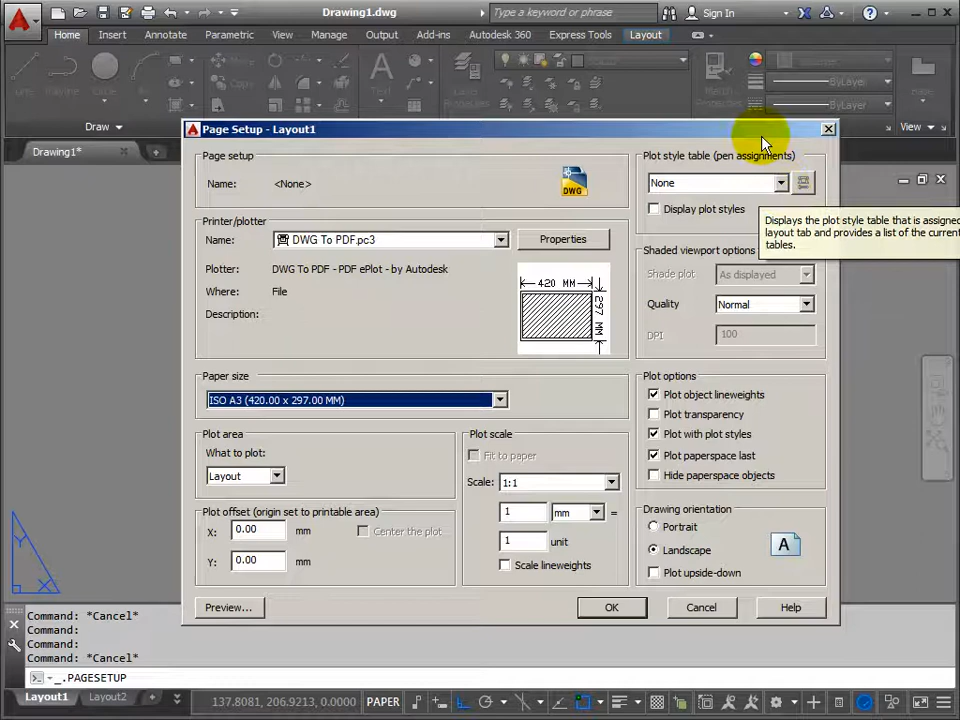 Drawing1.dwg
Type a keyword or phrase
Sign In
Home
Insert
Annotate
Parametric
View
Manage
Output
Add-ins
Autodesk 360
Express Tools
Layout
Move
Copy
ByLayer
ByLayer
Draw
View
Drawing1*
Page Setup - Layout1
Page setup
Name: <None>
DWG
Printer/plotter
Name: DWG To PDF.pc3
Properties
Plotter: DWG To PDF - PDF ePlot - by Autodesk
Where: File
Description:
420 MM
297 MM
Paper size
ISO A3 (420.00 x 297.00 MM)
Plot area
What to plot:
Layout
Plot offset (origin set to printable area)
X: 0.00 mm
Center the plot
Y: 0.00 mm
Plot scale
Fit to paper
Scale: 1:1
1 mm =
1 unit
Scale lineweights
Plot style table (pen assignments)
None
Display plot styles
Displays the plot style table that is assigned
layout tab and provides a list of the current
tables.
Shaded viewport options
Shade plot As displayed
Quality Normal
DPI 100
Plot options
Plot object lineweights
Plot transparency
Plot with plot styles
Plot paperspace last
Hide paperspace objects
Drawing orientation
Portrait
Landscape
A
Plot upside-down
Preview...
OK
Cancel
Help
Y
X
Command: *Cancel*
Command:
Command:
Command: *Cancel*
_.PAGESETUP
Layout1
Layout2
137.8081, 206.9213, 0.0000
PAPER